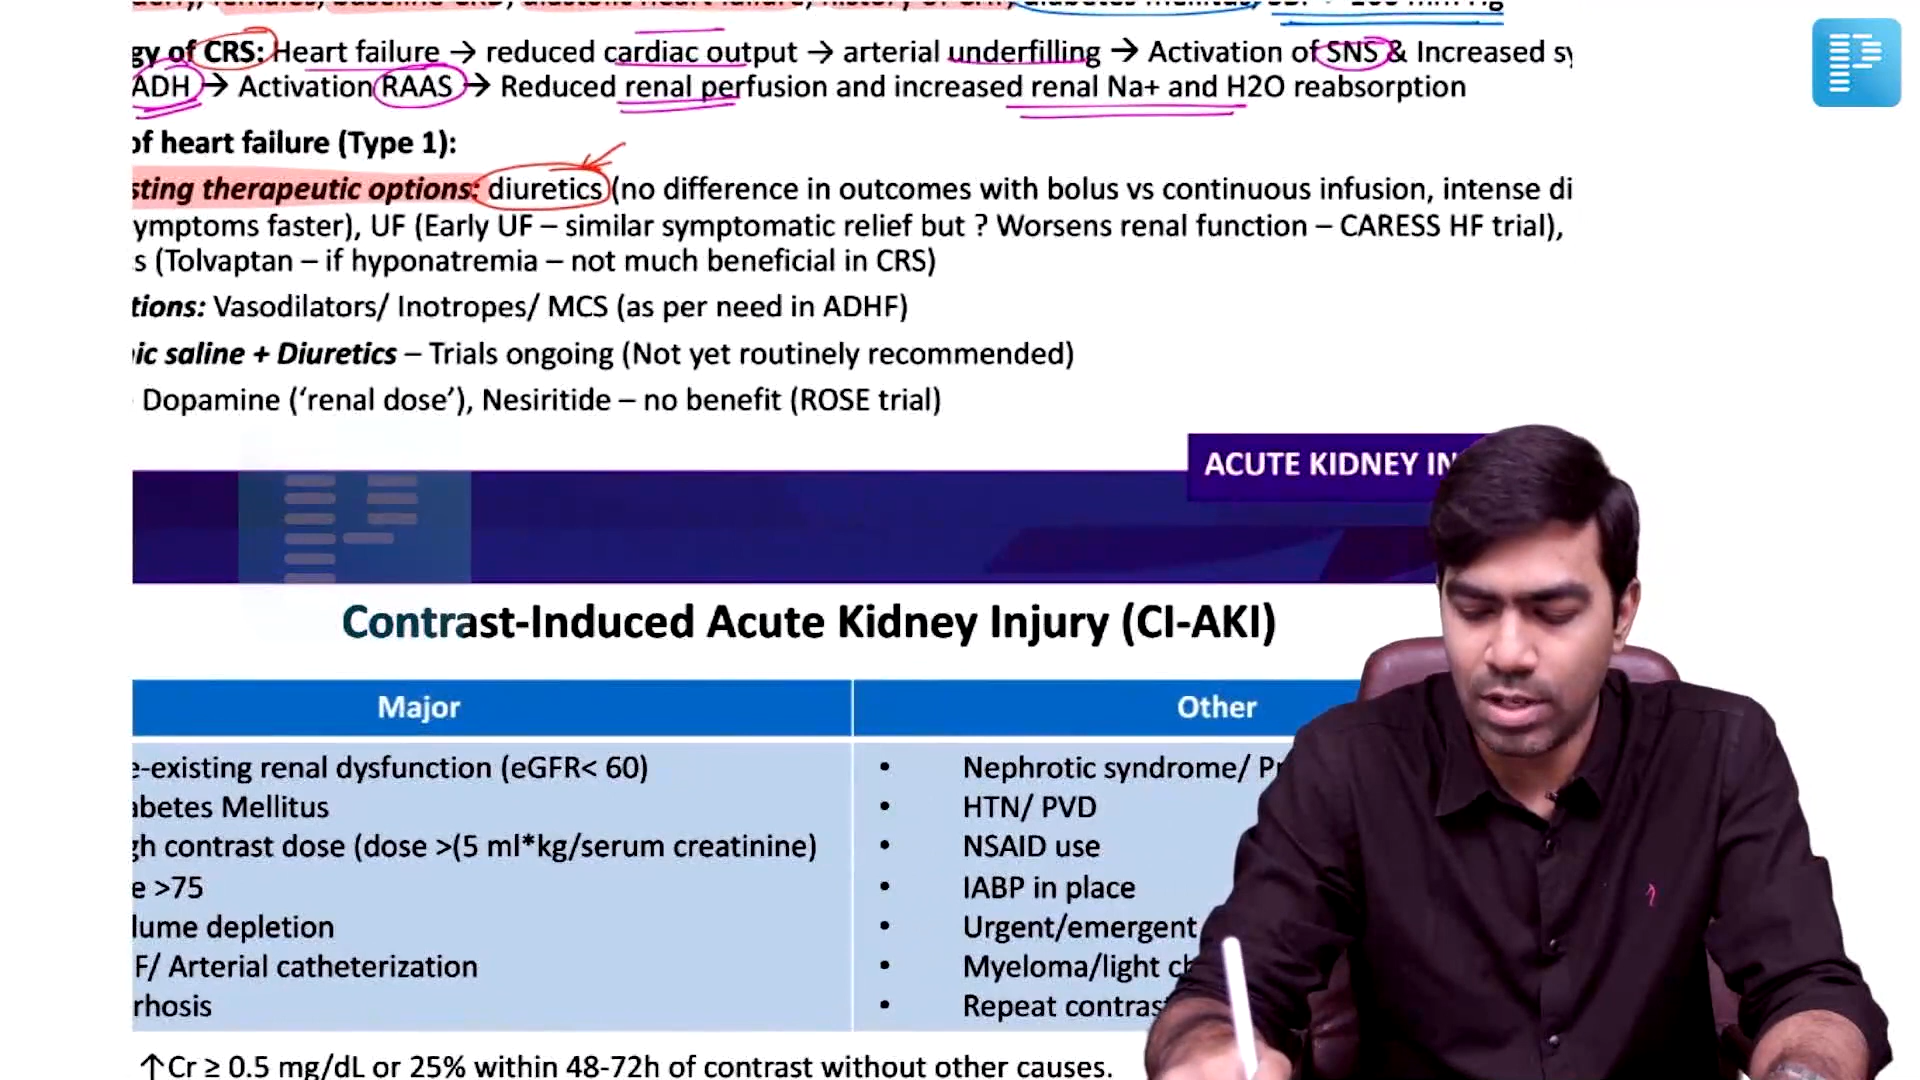 gy of CRS: Heart failure → reduced cardiac output → arterial underfilling → Activation of SNS & Increased sy
ADH → Activation RAAS → Reduced renal perfusion and increased renal Na+ and H2O reabsorption
of heart failure (Type 1):
sting therapeutic options: diuretics (no difference in outcomes with bolus vs continuous infusion, intense di
ymptoms faster), UF (Early UF – similar symptomatic relief but ? Worsens renal function – CARESS HF trial),
s (Tolvaptan – if hyponatremia – not much beneficial in CRS)
tions: Vasodilators/ Inotropes/ MCS (as per need in ADHF)
ic saline + Diuretics – Trials ongoing (Not yet routinely recommended)
Dopamine (‘renal dose’), Nesiritide – no benefit (ROSE trial)
ACUTE KIDNEY IN
Contrast-Induced Acute Kidney Injury (CI-AKI)
Major
Other
e-existing renal dysfunction (eGFR< 60)
abetes Mellitus
gh contrast dose (dose >(5 ml*kg/serum creatinine)
e >75
lume depletion
F/ Arterial catheterization
rhosis
• Nephrotic syndrome/ Pr
• HTN/ PVD
• NSAID use
• IABP in place
• Urgent/emergent
• Myeloma/light ch
• Repeat contras
↑Cr ≥ 0.5 mg/dL or 25% within 48-72h of contrast without other causes.